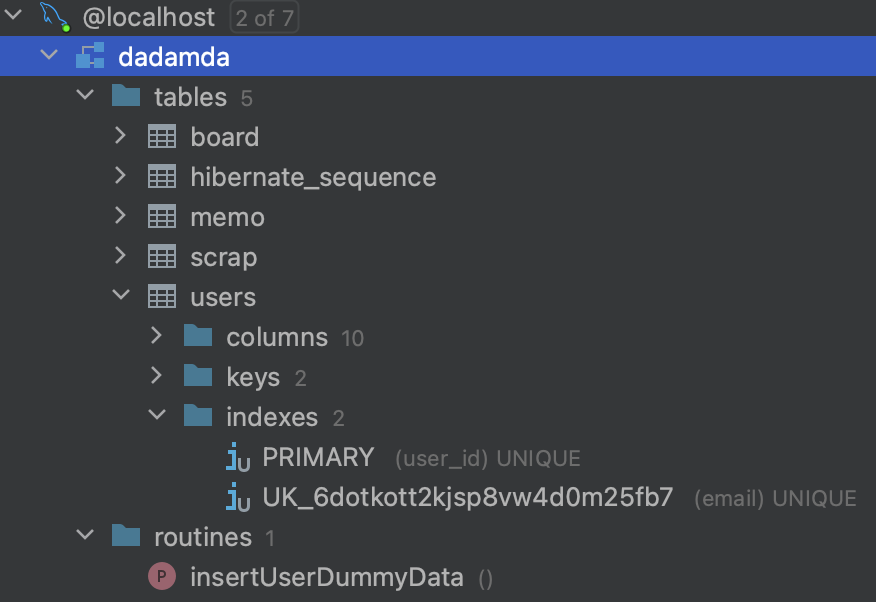 @localhost 2 of 7
dadamda
tables 5
board
hibernate_sequence
memo
scrap
users
columns 10
keys 2
indexes 2
PRIMARY (user_id) UNIQUE
UK_6dotkott2kjsp8vw4d0m25fb7 (email) UNIQUE
routines 1
P insertUserDummyData ()